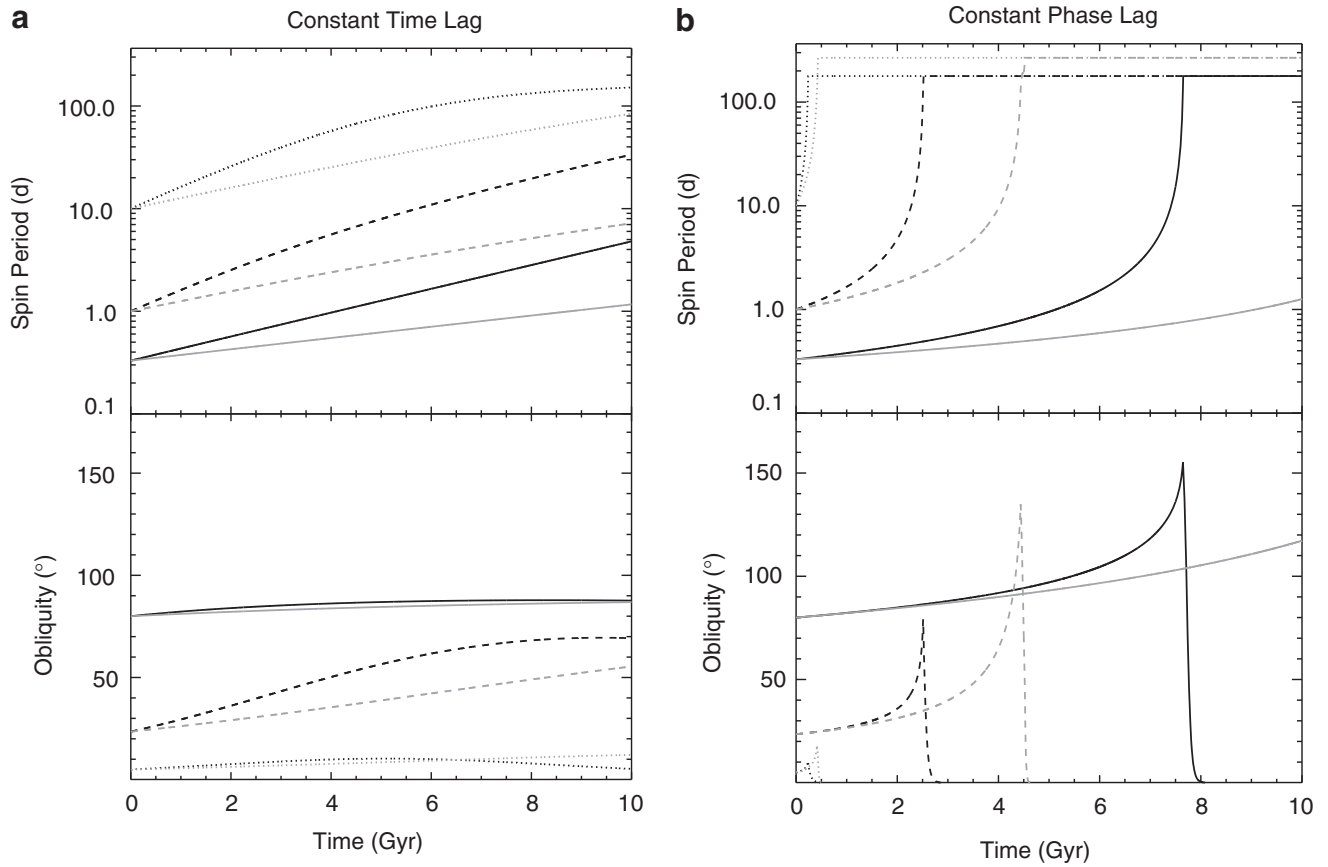 a
Constant Time Lag
100.0
10.0
1.0
0.1
Spin Period (d)
150
100
50
Obliquity (°)
0 2 4 6 8 10
Time (Gyr)
b
Constant Phase Lag
100.0
10.0
1.0
0.1
Spin Period (d)
150
100
50
Obliquity (°)
0 2 4 6 8 10
Time (Gyr)